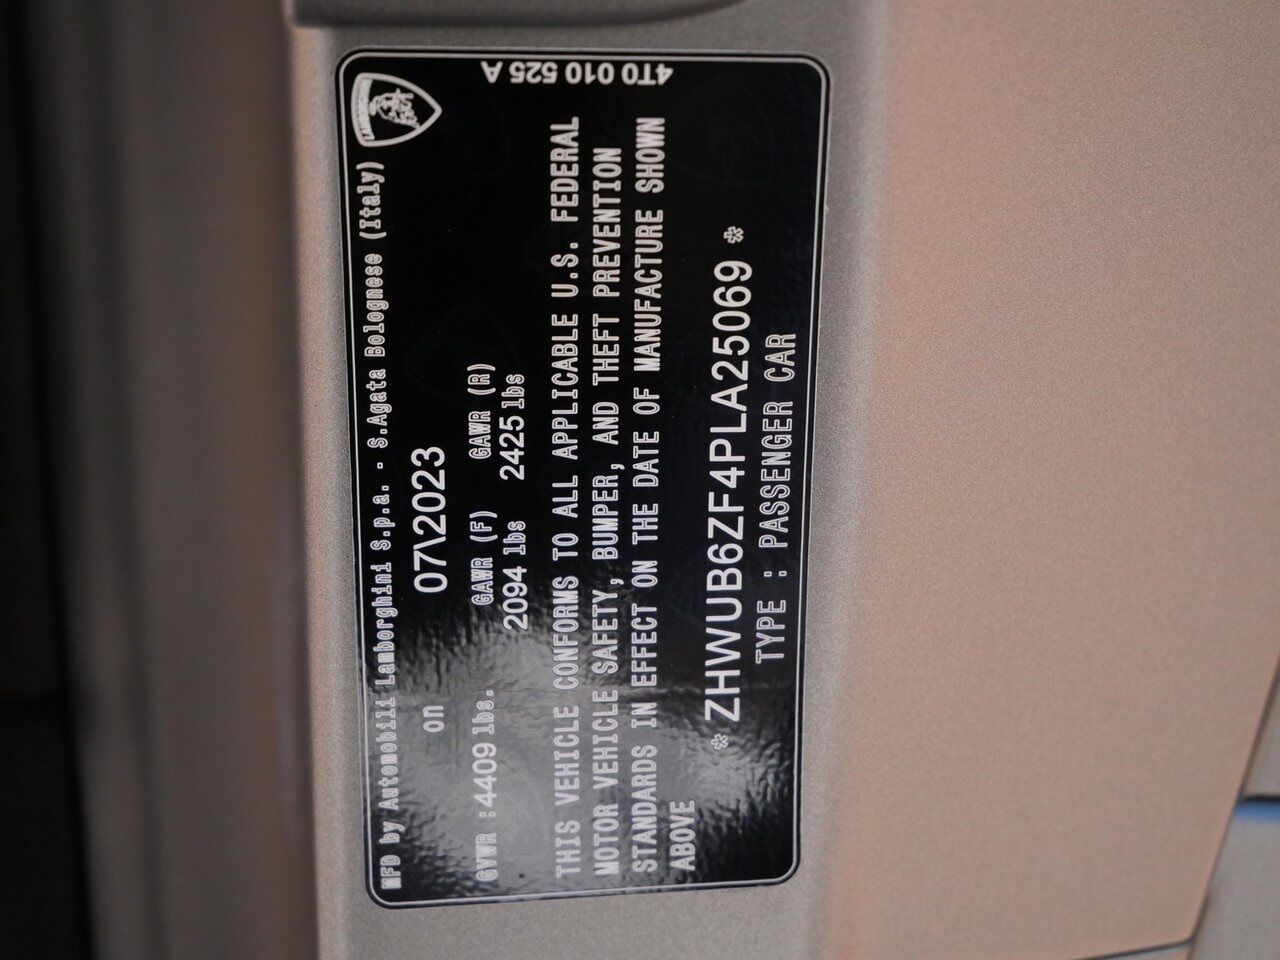 MFD by Automobili Lamborghini S.p.a. - S.Agata Bolognese (Italy)
on 07\2023
GVWR :4409 lbs. GAWR (F) GAWR (R)
2094 lbs 2425 lbs
THIS VEHICLE CONFORMS TO ALL APPLICABLE U.S. FEDERAL
MOTOR VEHICLE SAFETY, BUMPER, AND THEFT PREVENTION
STANDARDS IN EFFECT ON THE DATE OF MANUFACTURE SHOWN
ABOVE
* ZHWUB6ZF4PLA25069 *
TYPE : PASSENGER CAR
4T0 010 525 A
LAMBORGHINI